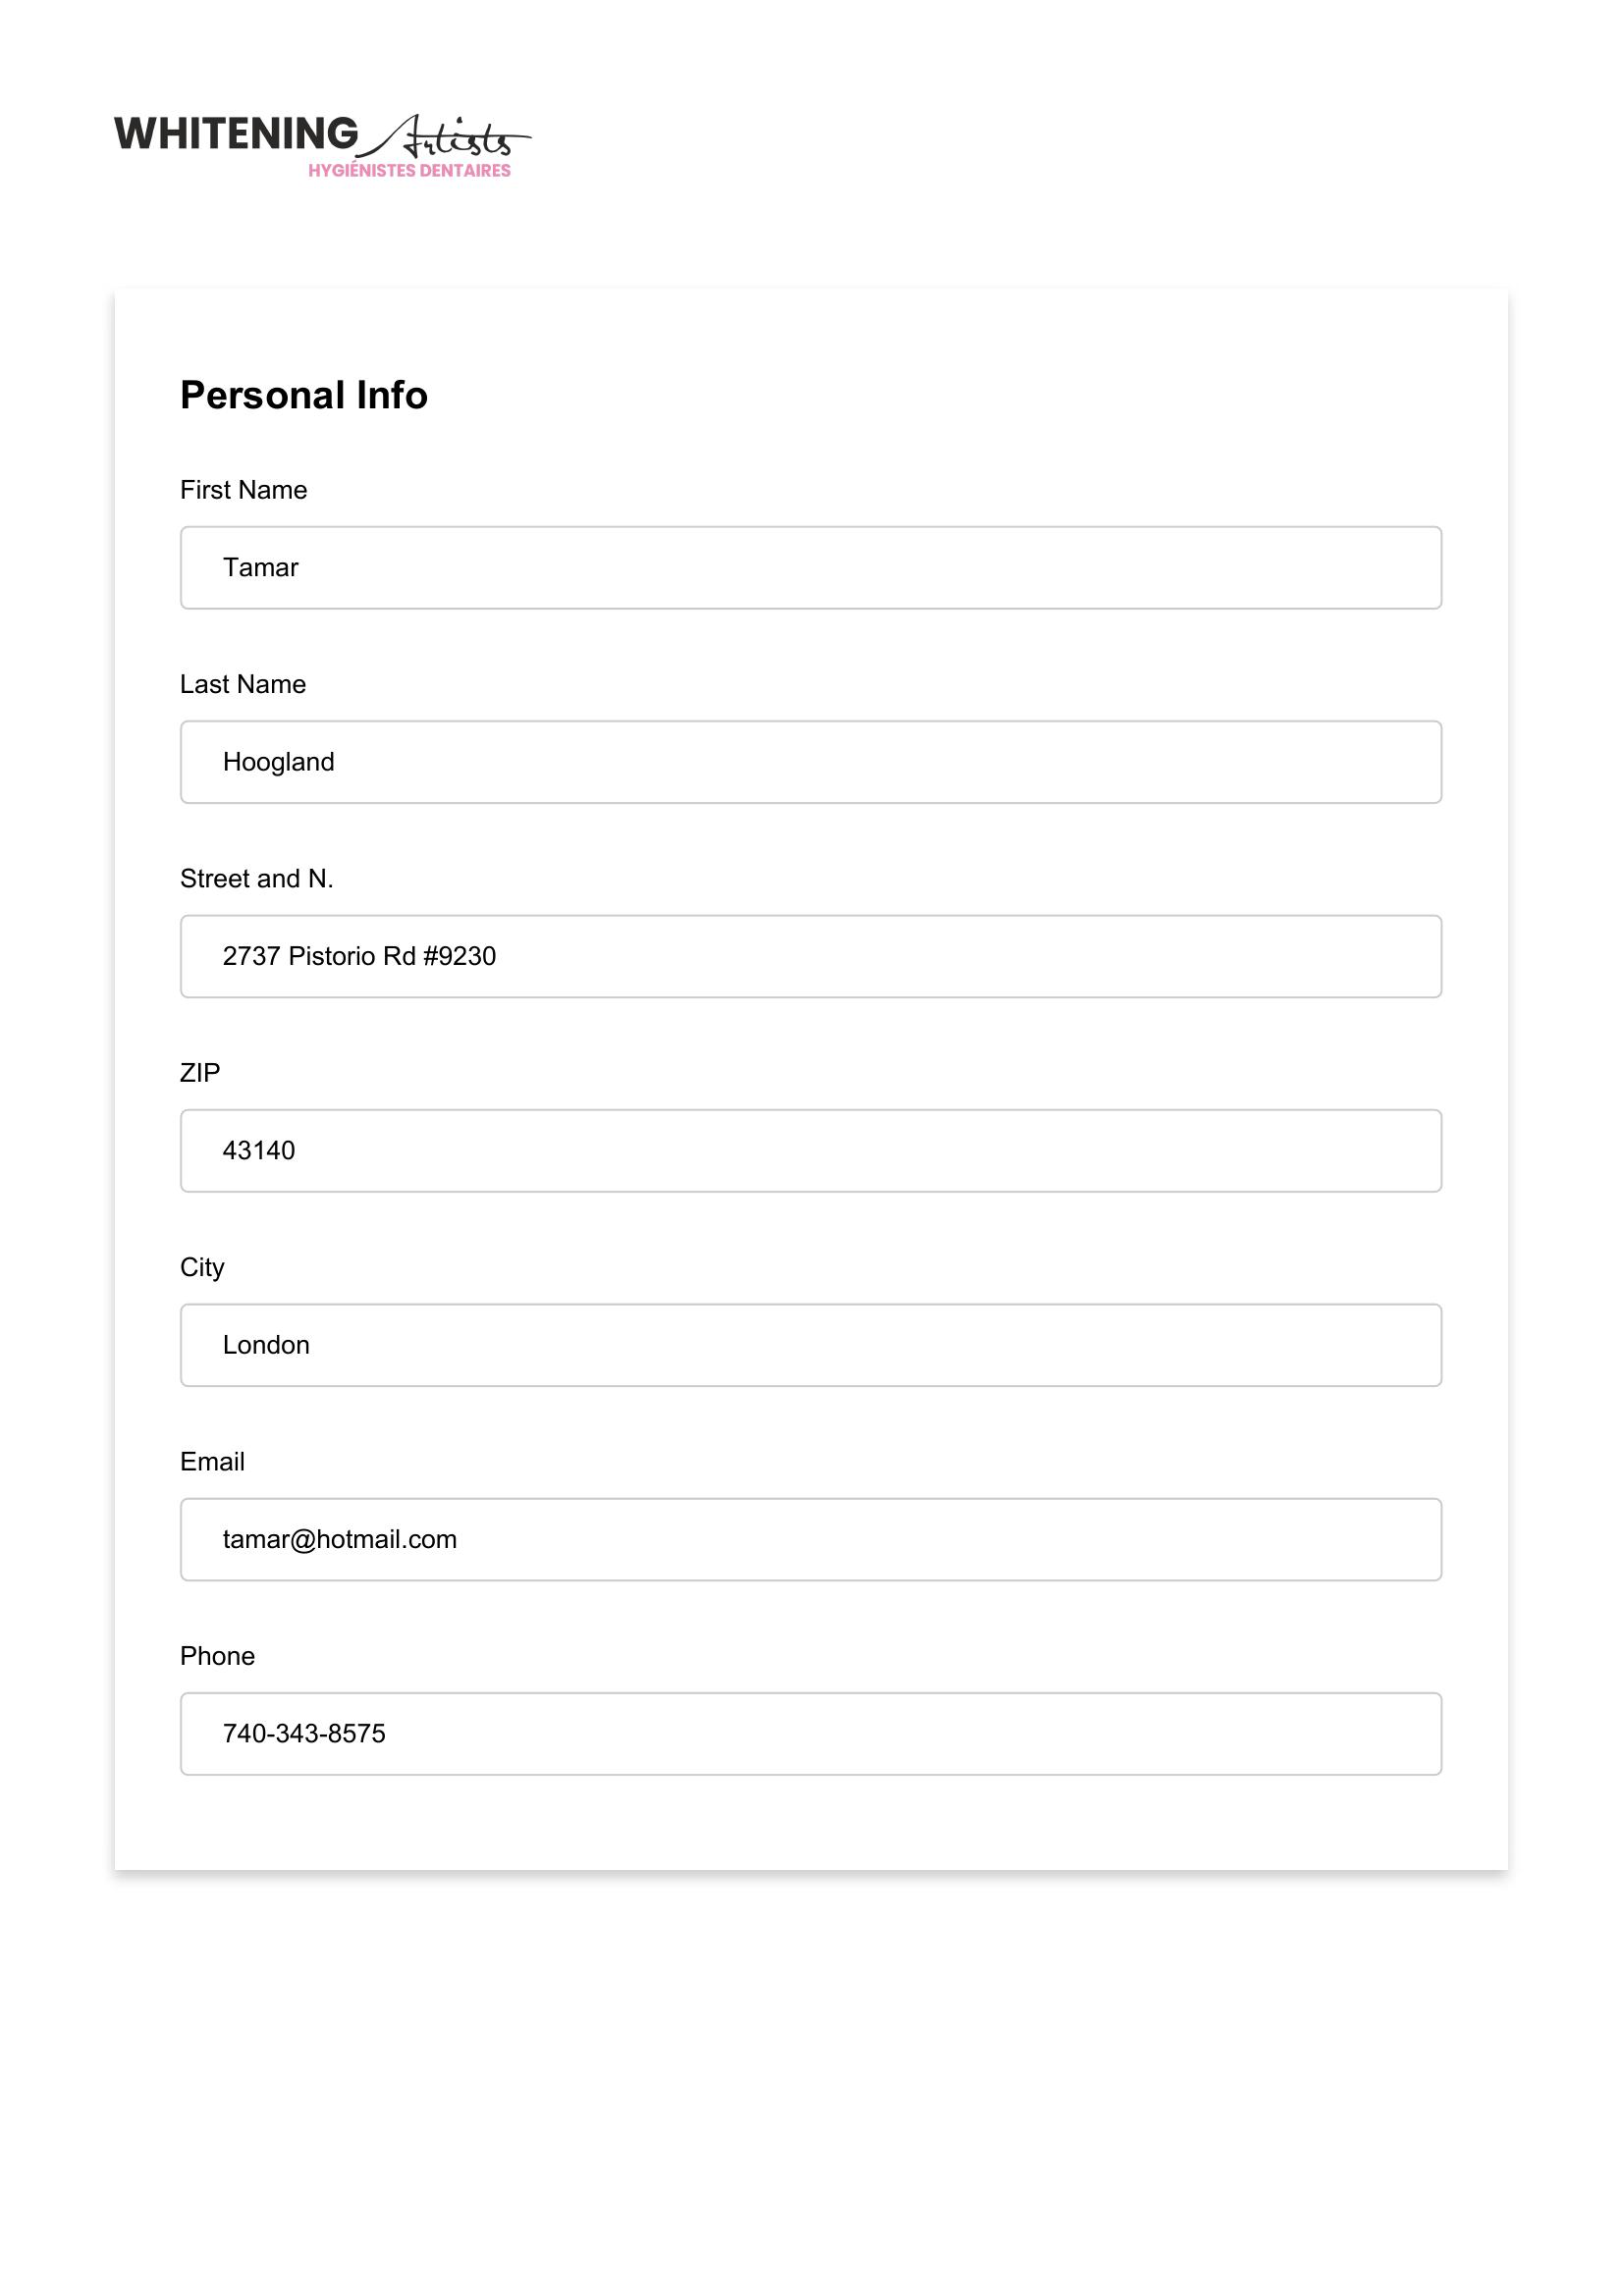 WHITENING Artists
HYGIÉNISTES DENTAIRES
Personal Info
First Name
Tamar
Last Name
Hoogland
Street and N.
2737 Pistorio Rd #9230
ZIP
43140
City
London
Email
tamar@hotmail.com
Phone
740-343-8575